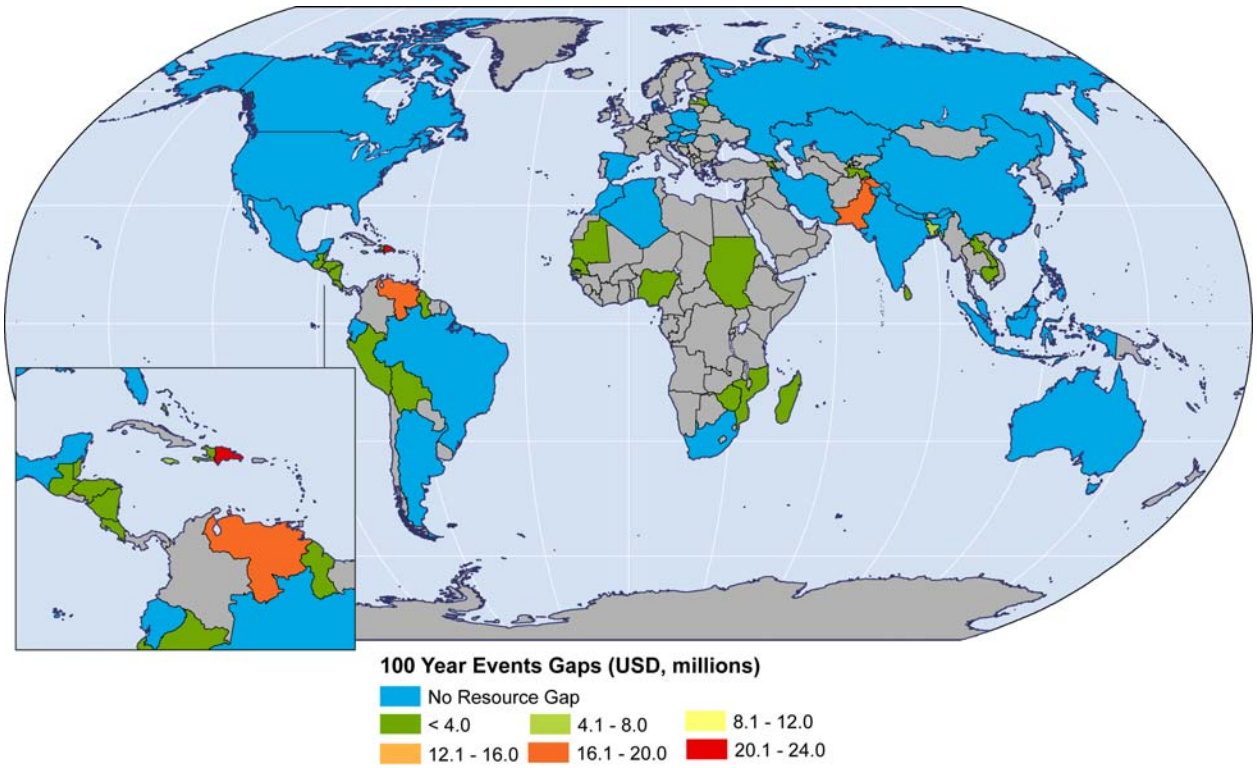 100 Year Events Gaps (USD, millions)
No Resource Gap
< 4.0 4.1 - 8.0 8.1 - 12.0
12.1 - 16.0 16.1 - 20.0 20.1 - 24.0